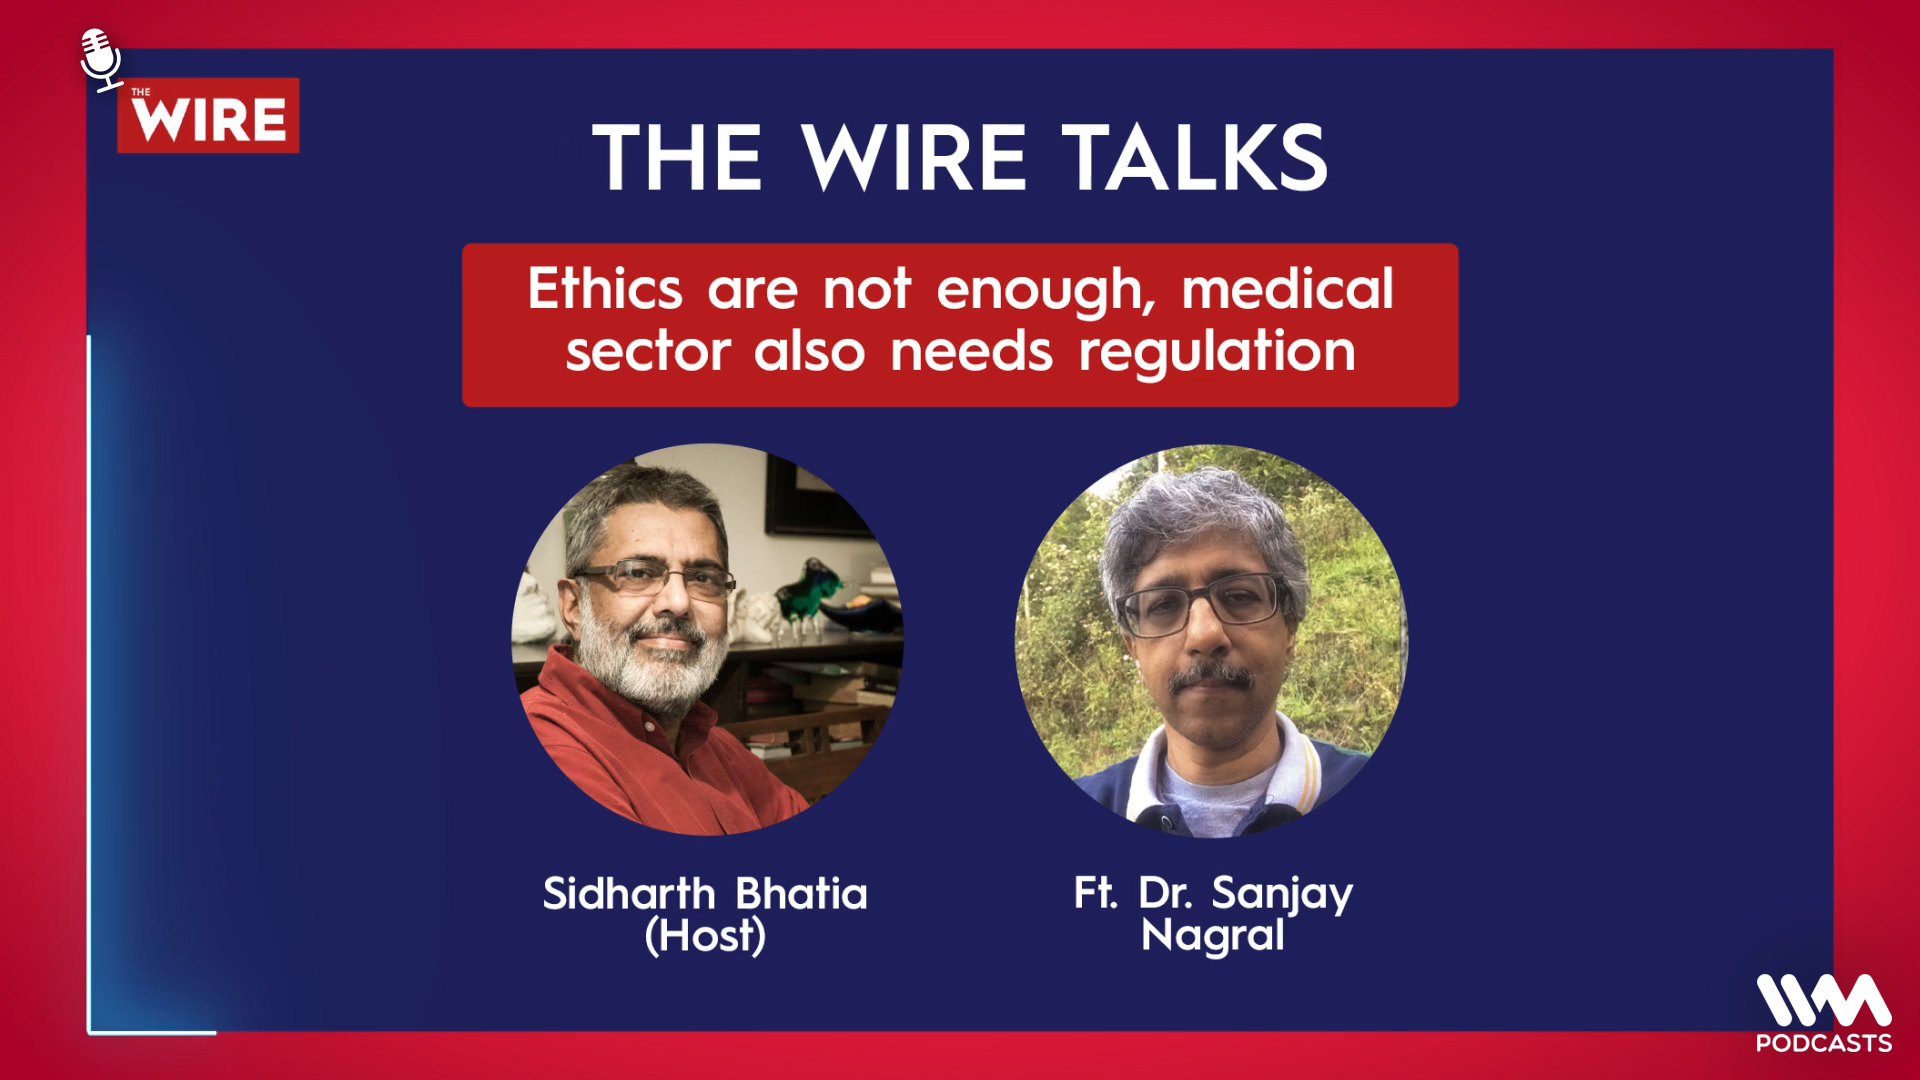 THE
WIRE
THE WIRE TALKS
Ethics are not enough, medical
sector also needs regulation
Sidharth Bhatia
(Host)
Ft. Dr. Sanjay
Nagral
IVM
PODCASTS